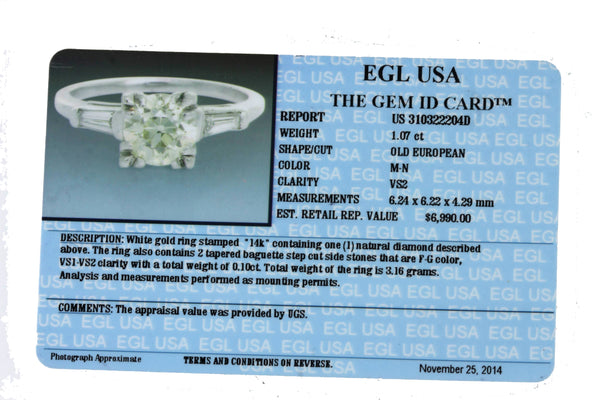 EGL USA
THE GEM ID CARD™
REPORT US 310322204D
WEIGHT 1.07 ct
SHAPE/CUT OLD EUROPEAN
COLOR M-N
CLARITY VS2
MEASUREMENTS 6.24 x 6.22 x 4.29 mm
EST. RETAIL REP. VALUE $6,990.00
DESCRIPTION: White gold ring stamped "14k" containing one (1) natural diamond described
above. The ring also contains 2 tapered baguette step cut side stones that are F-G color,
VS1-VS2 clarity with a total weight of 0.10ct. Total weight of the ring is 3.16 grams.
Analysis and measurements performed as mounting permits.
COMMENTS: The appraisal value was provided by UGS.
Photograph Approximate TERMS AND CONDITIONS ON REVERSE. November 25, 2014